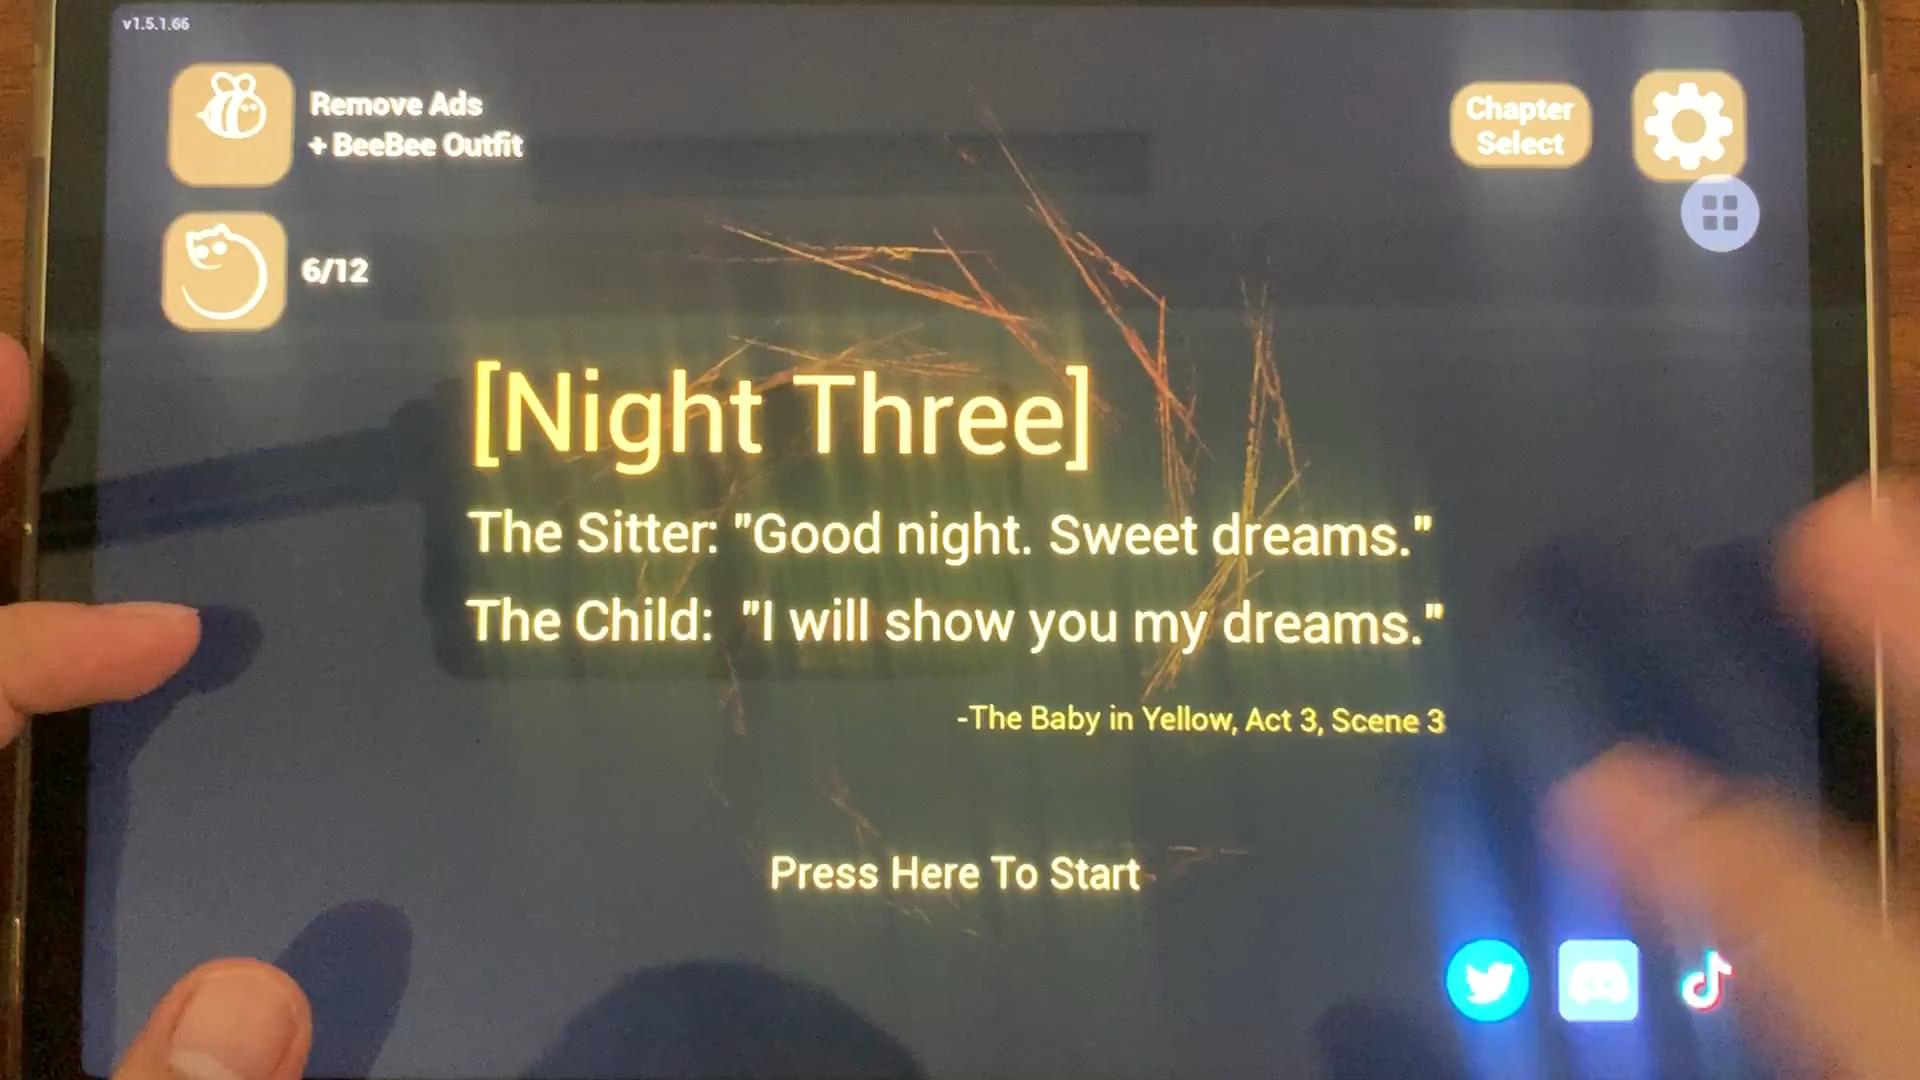 v1.5.1.66
Remove Ads
+ BeeBee Outfit
Chapter
Select
6/12
[Night Three]
The Sitter: "Good night. Sweet dreams."
The Child: "I will show you my dreams."
-The Baby in Yellow, Act 3, Scene 3
Press Here To Start